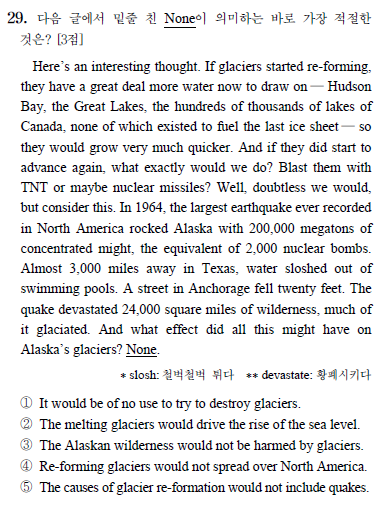 29. 다음 글에서 밑줄 친 None이 의미하는 바로 가장 적절한
것은? [3점]
Here's an interesting thought. If glaciers started re-forming,
they have a great deal more water now to draw on — Hudson
Bay, the Great Lakes, the hundreds of thousands of lakes of
Canada, none of which existed to fuel the last ice sheet — so
they would grow very much quicker. And if they did start to
advance again, what exactly would we do? Blast them with
TNT or maybe nuclear missiles? Well, doubtless we would,
but consider this. In 1964, the largest earthquake ever recorded
in North America rocked Alaska with 200,000 megatons of
concentrated might, the equivalent of 2,000 nuclear bombs.
Almost 3,000 miles away in Texas, water sloshed out of
swimming pools. A street in Anchorage fell twenty feet. The
quake devastated 24,000 square miles of wilderness, much of
it glaciated. And what effect did all this might have on
Alaska's glaciers? None.
* slosh: 철벅철벅 튀다 ** devastate: 황폐시키다
① It would be of no use to try to destroy glaciers.
② The melting glaciers would drive the rise of the sea level.
③ The Alaskan wilderness would not be harmed by glaciers.
④ Re-forming glaciers would not spread over North America.
⑤ The causes of glacier re-formation would not include quakes.